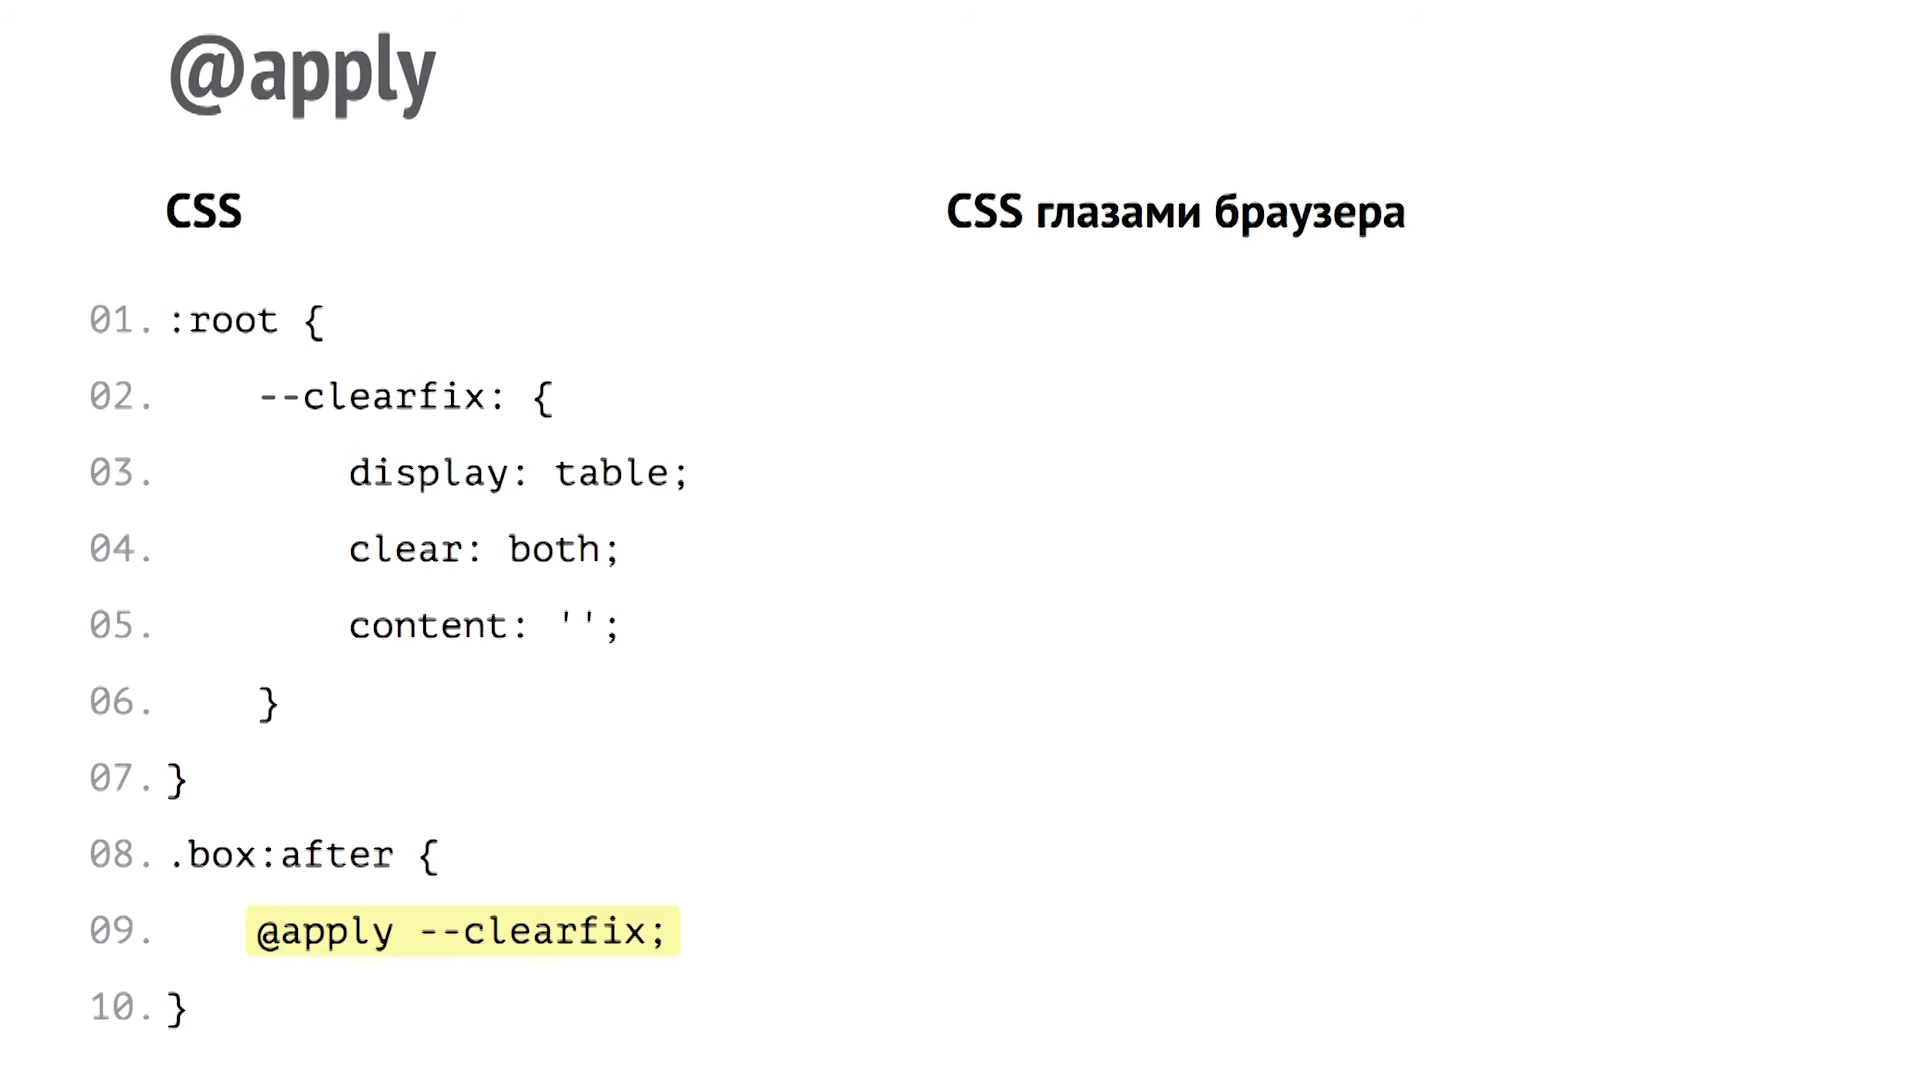 @apply
CSS
CSS глазами браузера
01. :root {
02.     --clearfix: {
03.         display: table;
04.         clear: both;
05.         content: '';
06.     }
07. }
08. .box:after {
09.     @apply --clearfix;
10. }